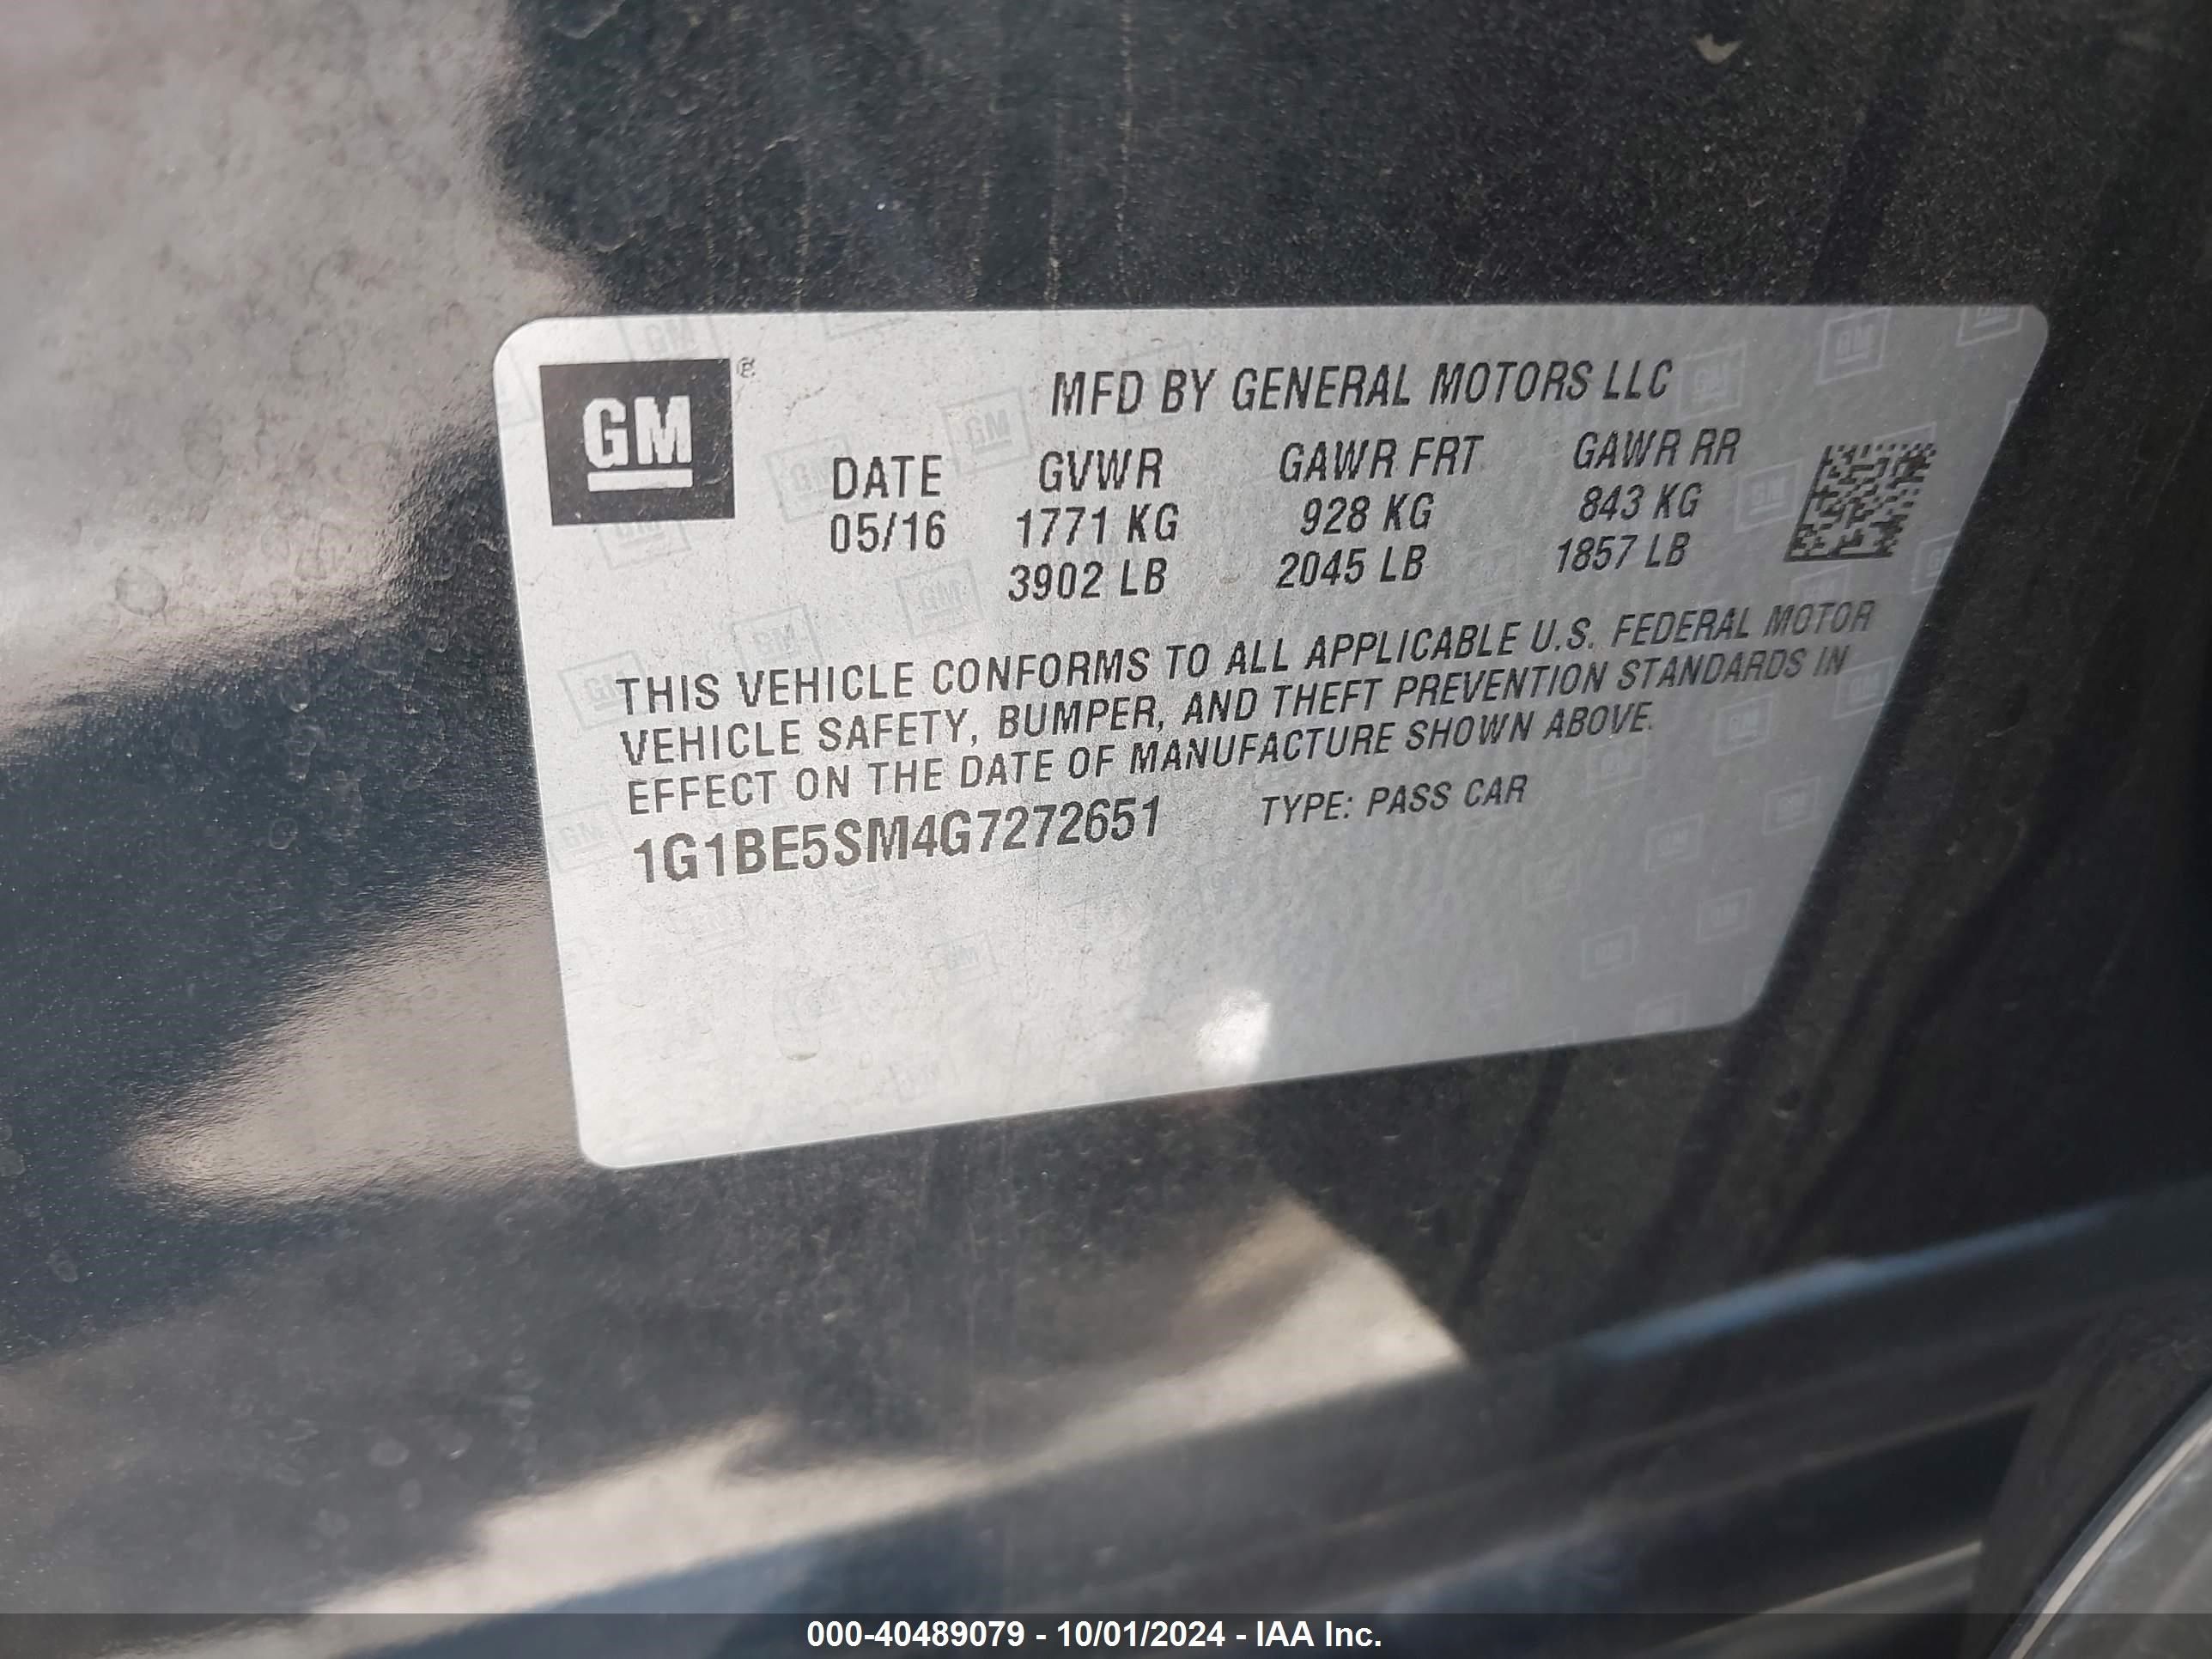 GM
MFD BY GENERAL MOTORS LLC
DATE GVWR GAWR FRT GAWR RR
05/16 1771 KG 928 KG 843 KG
3902 LB 2045 LB 1857 LB
THIS VEHICLE CONFORMS TO ALL APPLICABLE U.S. FEDERAL MOTOR
VEHICLE SAFETY, BUMPER, AND THEFT PREVENTION STANDARDS IN
EFFECT ON THE DATE OF MANUFACTURE SHOWN ABOVE.
1G1BE5SM4G7272651 TYPE: PASS CAR
000-40489079 - 10/01/2024 - IAA Inc.